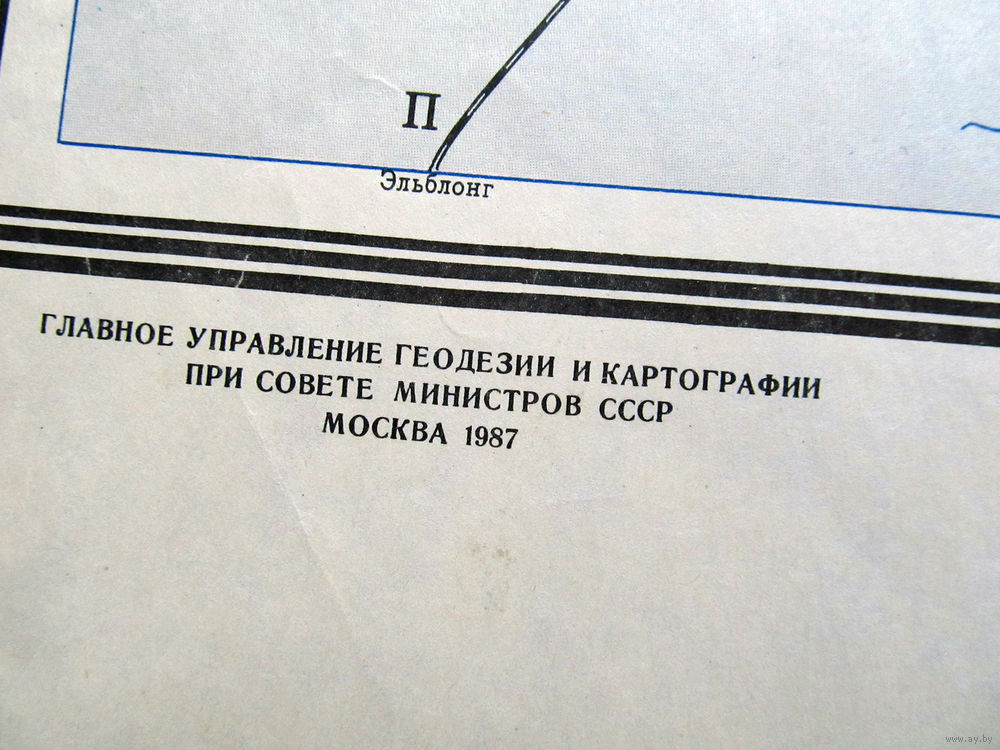 П
Эльблонг
ГЛАВНОЕ УПРАВЛЕНИЕ ГЕОДЕЗИИ И КАРТОГРАФИИ
ПРИ СОВЕТЕ МИНИСТРОВ СССР
МОСКВА 1987
www.ay.by